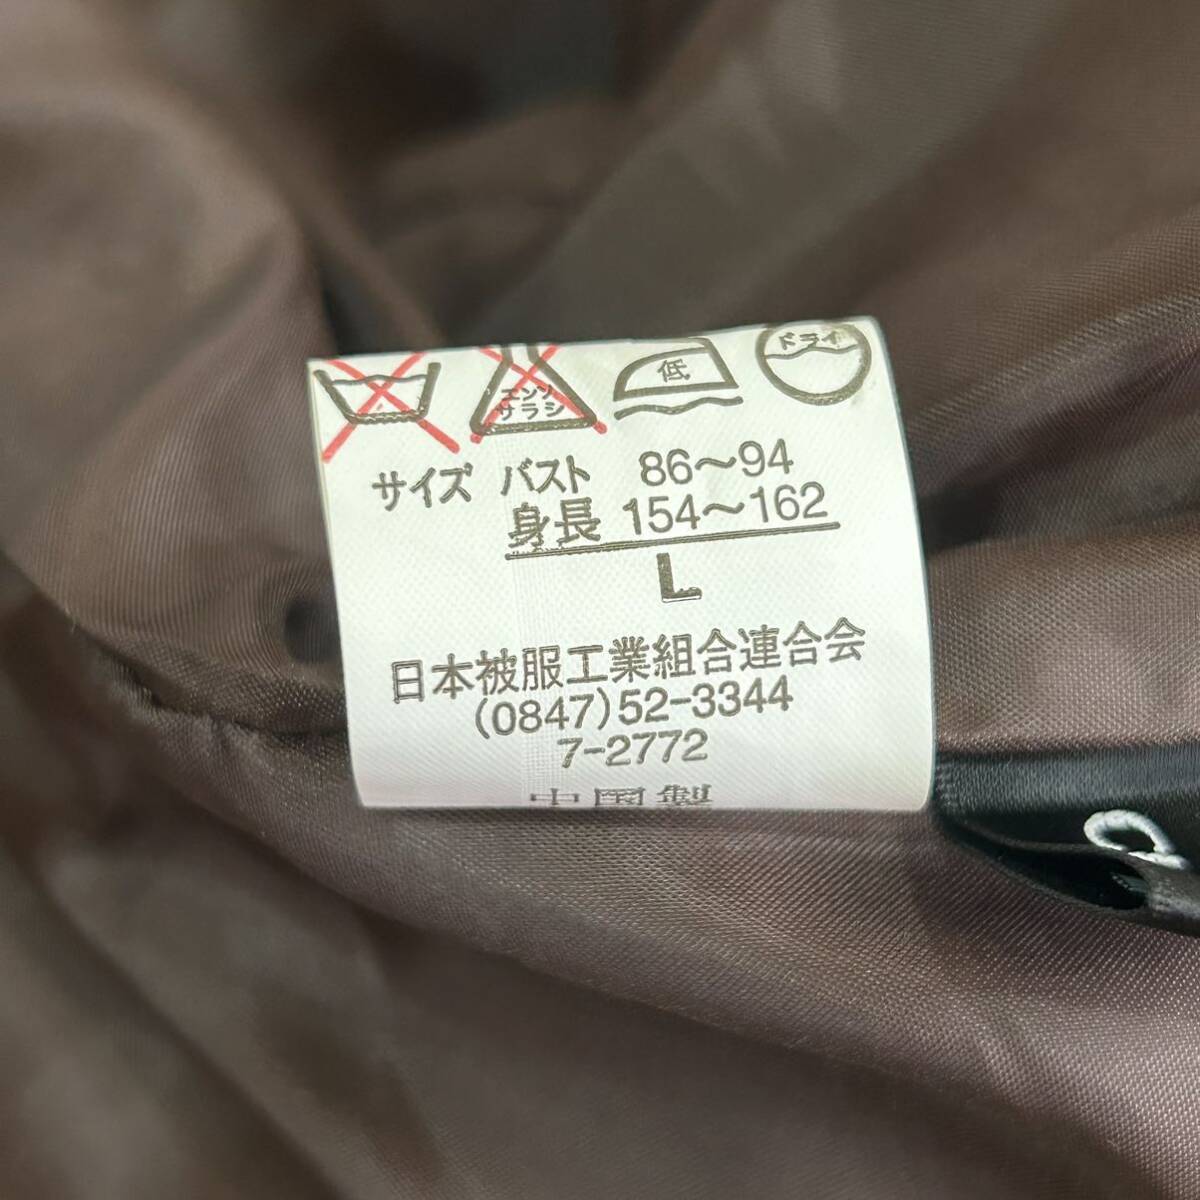 エンソ
サラシ
低
ドライ
サイズ バスト 86～94
身長 154～162
L
日本被服工業組合連合会
(0847)52-3344
7-2772
中国製